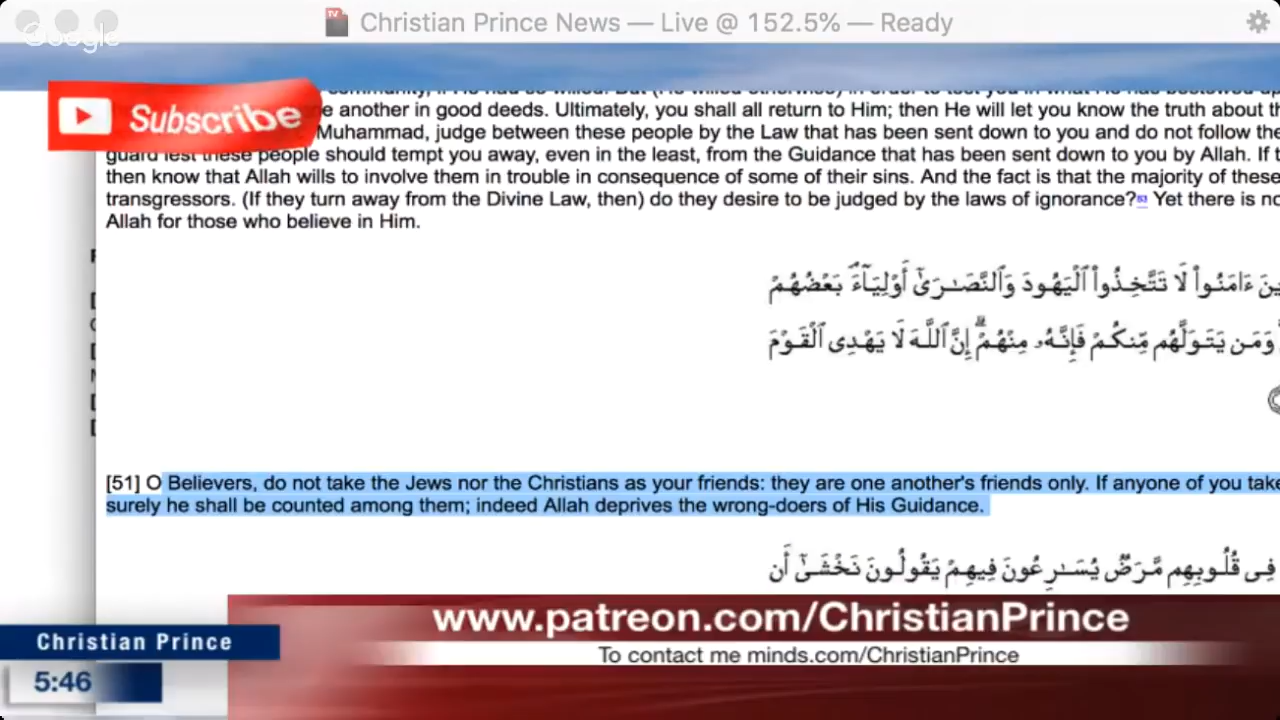 Christian Prince News — Live @ 152.5% — Ready
Google
Subscribe
e another in good deeds. Ultimately, you shall all return to Him; then He will let you know the truth about
Muhammad, judge between these people by the Law that has been sent down to you and do not follow the
guard lest these people should tempt you away, even in the least, from the Guidance that has been sent down to you by Allah. If
then know that Allah wills to involve them in trouble in consequence of some of their sins. And the fact is that the majority of these
transgressors. (If they turn away from the Divine Law, then) do they desire to be judged by the laws of ignorance?53 Yet there is
Allah for those who believe in Him.
ءَامَنُوا۟ لَا تَتَّخِذُوا۟ ٱلْيَهُودَ وَٱلنَّصَـٰرَىٰٓ أَوْلِيَآءَ ۘ بَعْضُهُمْ
وَمَن يَتَوَلَّهُم مِّنكُمْ فَإِنَّهُۥ مِنْهُمْ ۗ إِنَّ ٱللَّهَ لَا يَهْدِى ٱلْقَوْمَ
[51] O Believers, do not take the Jews nor the Christians as your friends: they are one another's friends only. If anyone of you take
surely he shall be counted among them; indeed Allah deprives the wrong-doers of His Guidance.
فِى قُلُوبِهِم مَّرَضٌ يُسَـٰرِعُونَ فِيهِمْ يَقُولُونَ نَخْشَىٰٓ أَن
www.patreon.com/ChristianPrince
Christian Prince
To contact me minds.com/ChristianPrince
5:46